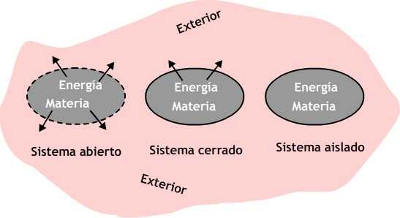 Exterior
Energía
Materia
Sistema abierto
Energía
Materia
Sistema cerrado
Energía
Materia
Sistema aislado
Exterior